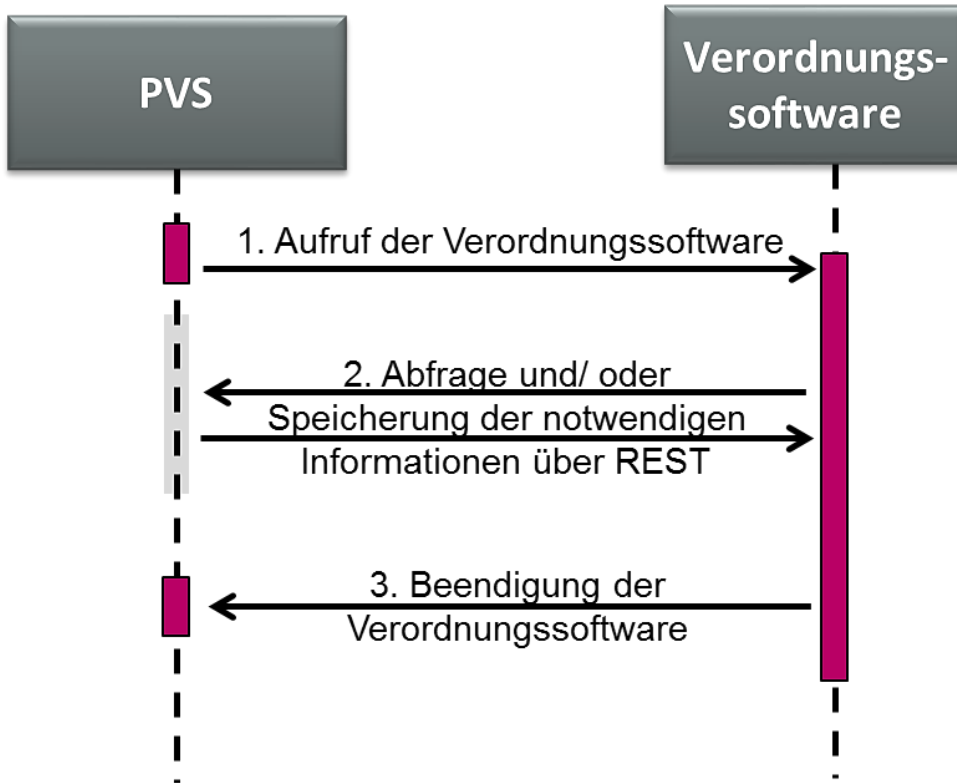 PVS
Verordnungs-
software
1. Aufruf der Verordnungssoftware
2. Abfrage und/ oder
Speicherung der notwendigen
Informationen über REST
3. Beendigung der
Verordnungssoftware